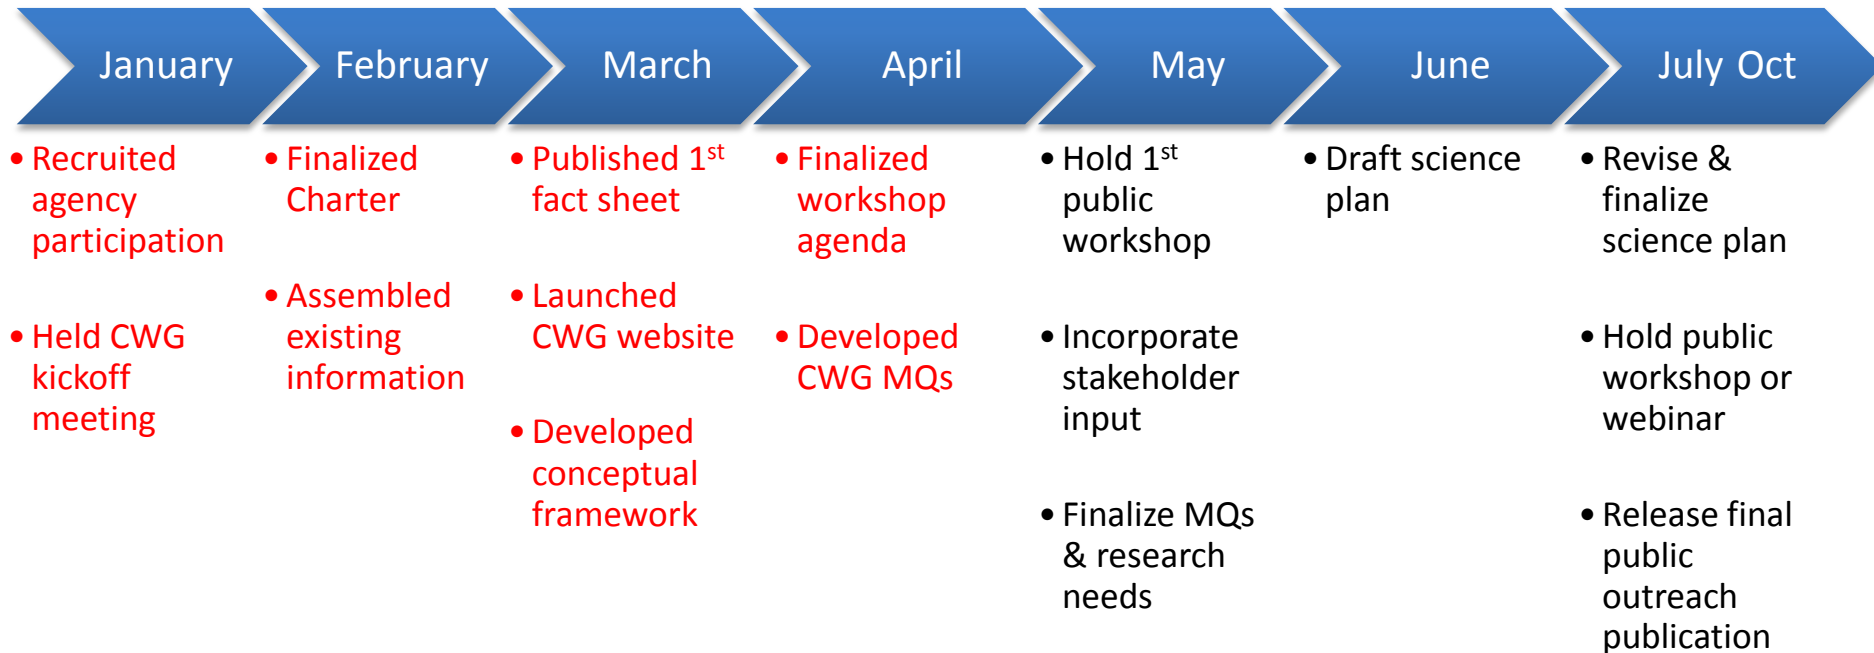 January
February
March
April
May
June
July Oct
• Recruited
agency
participation
• Held CWG
kickoff
meeting
• Finalized
Charter
• Assembled
existing
information
• Published 1st
fact sheet
• Launched
CWG website
• Developed
conceptual
framework
• Finalized
workshop
agenda
• Developed
CWG MQs
• Hold 1st
public
workshop
• Incorporate
stakeholder
input
• Finalize MQs
& research
needs
• Draft science
plan
• Revise &
finalize
science plan
• Hold public
workshop or
webinar
• Release final
public
outreach
publication